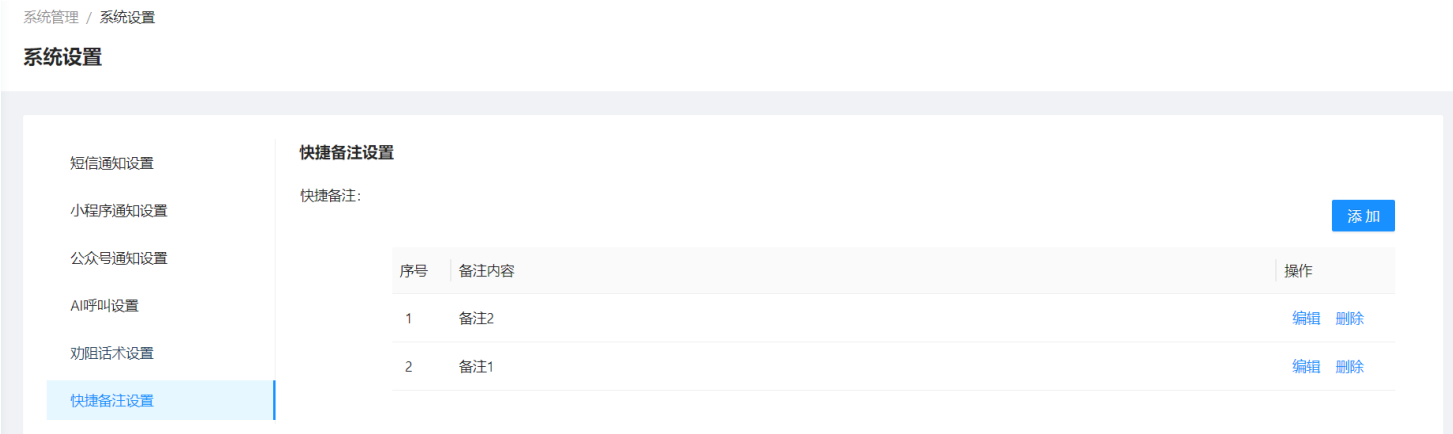 系统管理 / 系统设置
系统设置
短信通知设置
小程序通知设置
公众号通知设置
AI呼叫设置
劝阻话术设置
快捷备注设置
快捷备注设置
快捷备注：
添 加
序号 备注内容 操作
1 备注2 编辑 删除
2 备注1 编辑 删除